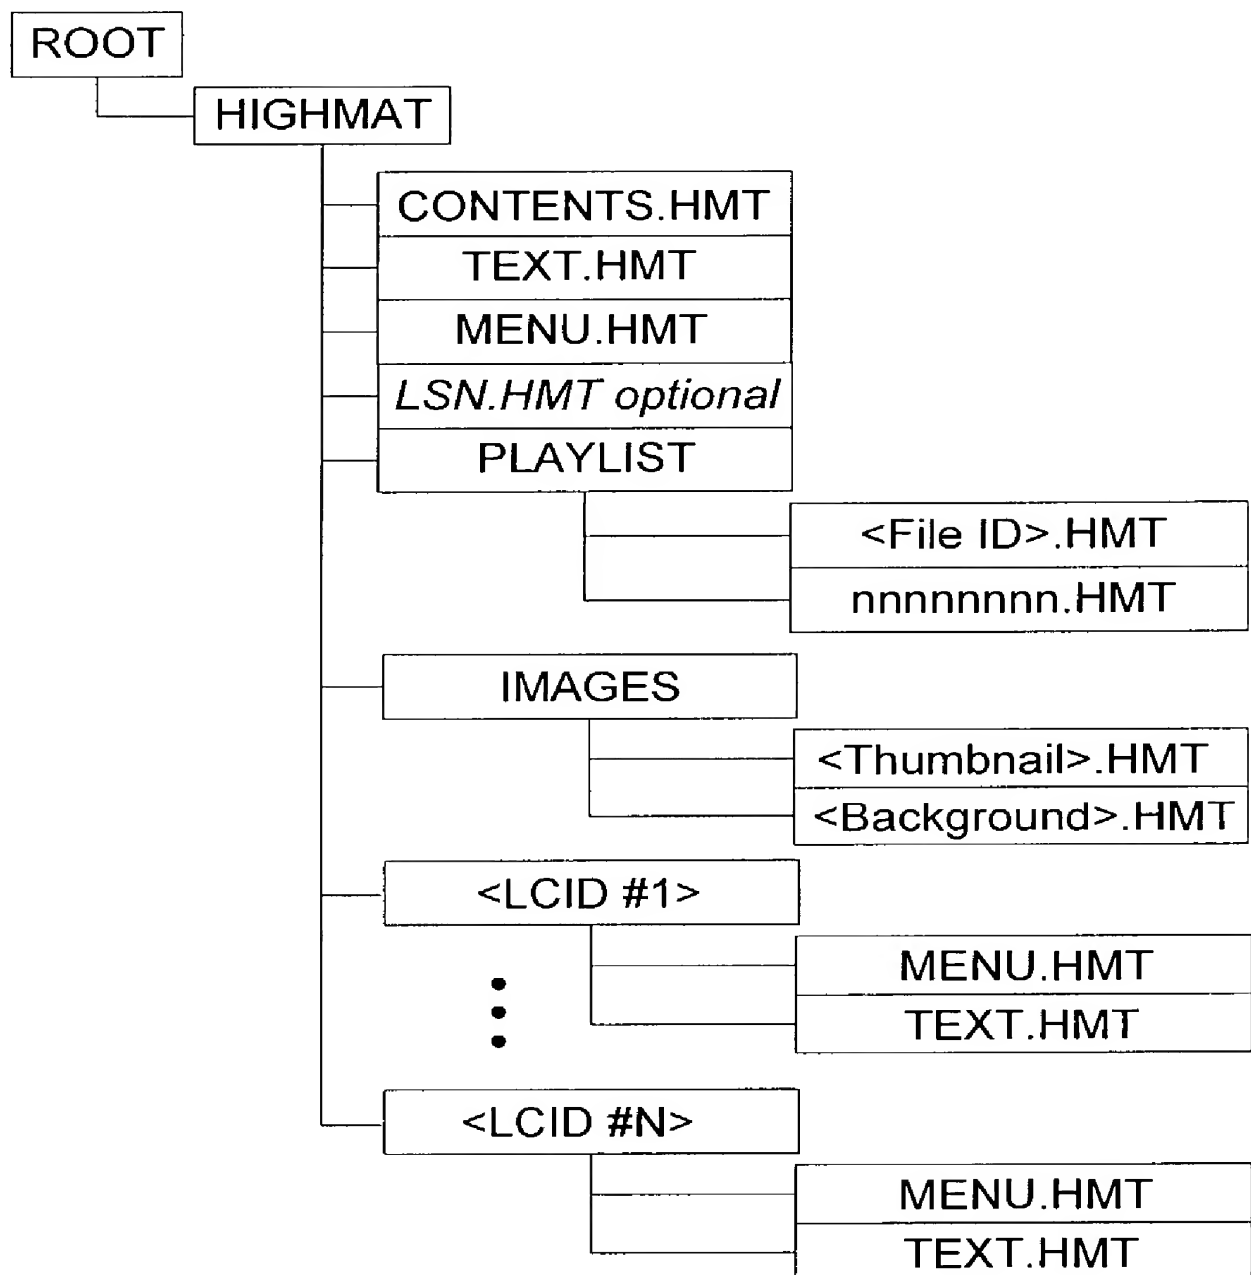 ROOT
HIGHMAT
CONTENTS.HMT
TEXT.HMT
MENU.HMT
LSN.HMT optional
PLAYLIST
<File ID>.HMT
nnnnnnnn.HMT
IMAGES
<Thumbnail>.HMT
<Background>.HMT
<LCID #1>
MENU.HMT
TEXT.HMT
<LCID #N>
MENU.HMT
TEXT.HMT